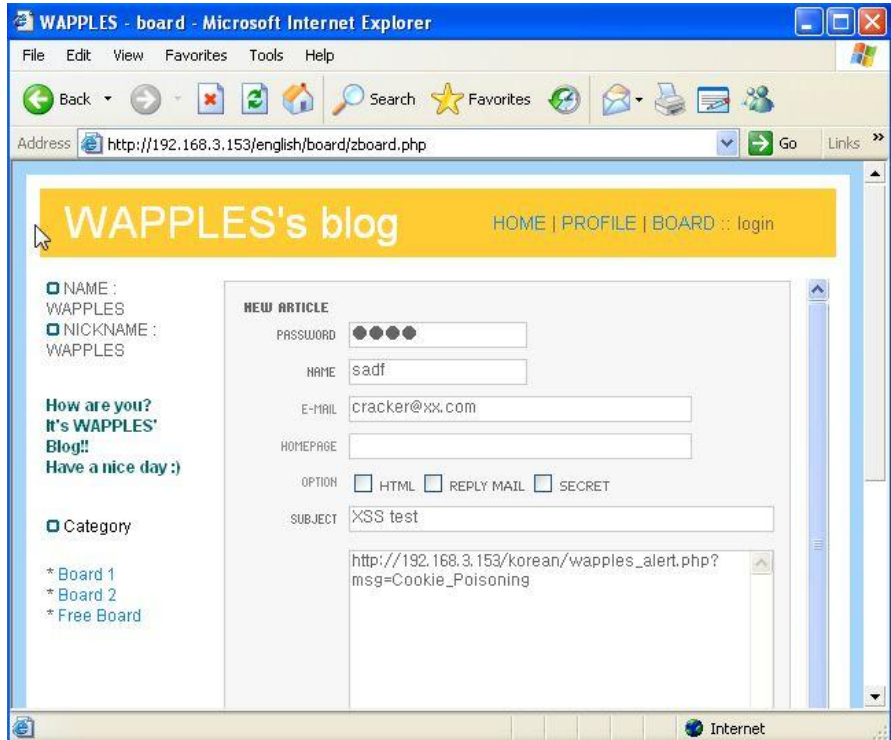 WAPPLES - board - Microsoft Internet Explorer
File Edit View Favorites Tools Help
Back Search Favorites
Address http://192.168.3.153/english/board/zboard.php Go Links »
WAPPLES's blog
HOME | PROFILE | BOARD :: login
NAME :
WAPPLES
NICKNAME :
WAPPLES
How are you?
It's WAPPLES'
Blog!!
Have a nice day :)
Category
* Board 1
* Board 2
* Free Board
NEW ARTICLE
PASSWORD ●●●●
NAME sadf
E-MAIL cracker@xx.com
HOMEPAGE
OPTION HTML REPLY MAIL SECRET
SUBJECT XSS test
http://192.168.3.153/korean/wapples_alert.php?
msg=Cookie_Poisoning
Internet